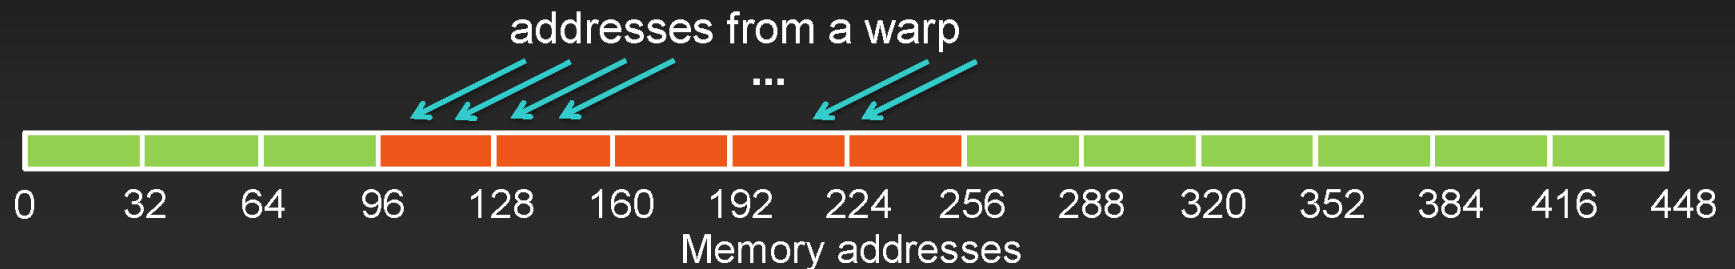 addresses from a warp
...
0 32 64 96 128 160 192 224 256 288 320 352 384 416 448
Memory addresses